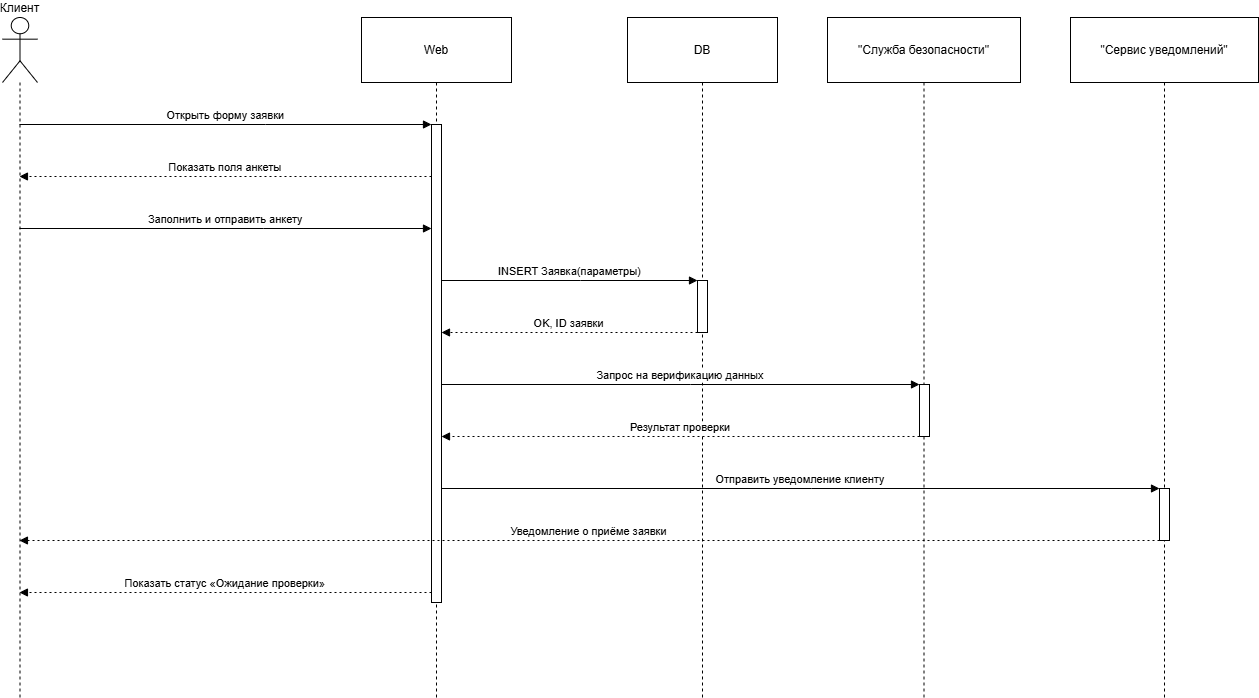 Клиент
Web
DB
"Служба безопасности"
"Сервис уведомлений"
Открыть форму заявки
Показать поля анкеты
Заполнить и отправить анкету
INSERT Заявка(параметры)
OK, ID заявки
Запрос на верификацию данных
Результат проверки
Отправить уведомление клиенту
Уведомление о приёме заявки
Показать статус «Ожидание проверки»